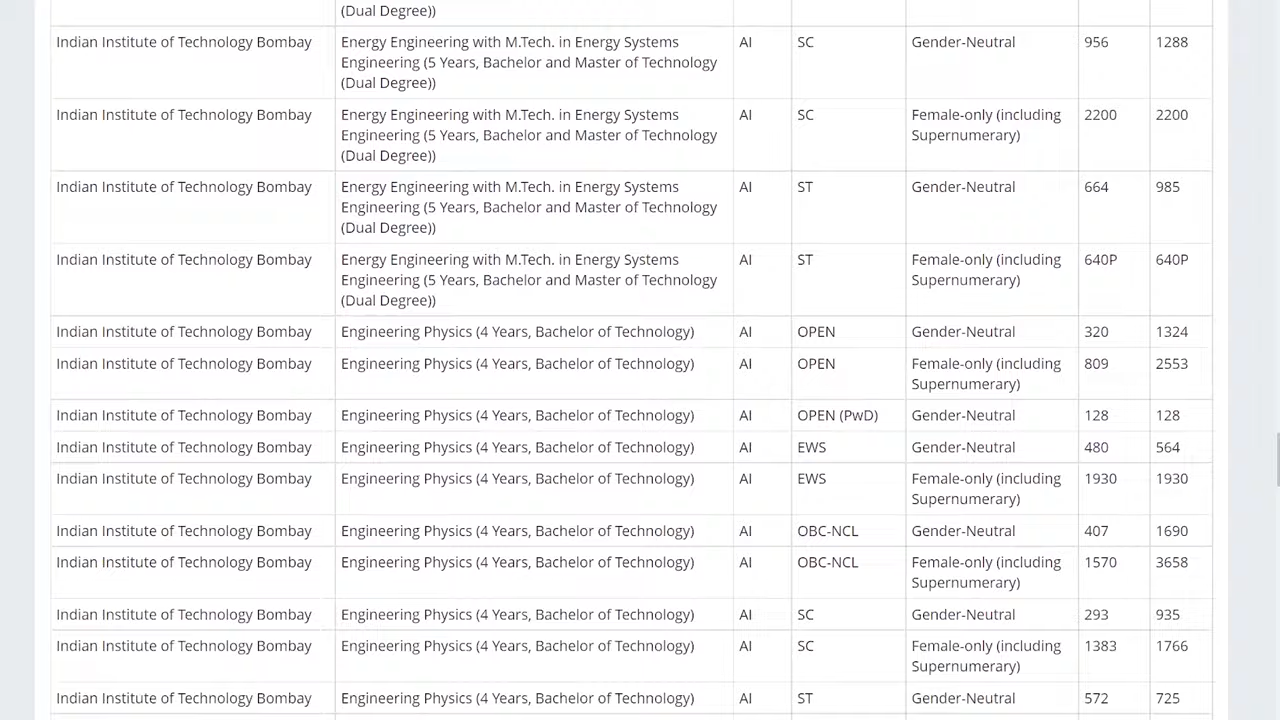 (Dual Degree))
Indian Institute of Technology Bombay Energy Engineering with M.Tech. in Energy Systems AI SC Gender-Neutral 956 1288
Engineering (5 Years, Bachelor and Master of Technology
(Dual Degree))
Indian Institute of Technology Bombay Energy Engineering with M.Tech. in Energy Systems AI SC Female-only (including 2200 2200
Engineering (5 Years, Bachelor and Master of Technology Supernumerary)
(Dual Degree))
Indian Institute of Technology Bombay Energy Engineering with M.Tech. in Energy Systems AI ST Gender-Neutral 664 985
Engineering (5 Years, Bachelor and Master of Technology
(Dual Degree))
Indian Institute of Technology Bombay Energy Engineering with M.Tech. in Energy Systems AI ST Female-only (including 640P 640P
Engineering (5 Years, Bachelor and Master of Technology Supernumerary)
(Dual Degree))
Indian Institute of Technology Bombay Engineering Physics (4 Years, Bachelor of Technology) AI OPEN Gender-Neutral 320 1324
Indian Institute of Technology Bombay Engineering Physics (4 Years, Bachelor of Technology) AI OPEN Female-only (including 809 2553
Supernumerary)
Indian Institute of Technology Bombay Engineering Physics (4 Years, Bachelor of Technology) AI OPEN (PwD) Gender-Neutral 128 128
Indian Institute of Technology Bombay Engineering Physics (4 Years, Bachelor of Technology) AI EWS Gender-Neutral 480 564
Indian Institute of Technology Bombay Engineering Physics (4 Years, Bachelor of Technology) AI EWS Female-only (including 1930 1930
Supernumerary)
Indian Institute of Technology Bombay Engineering Physics (4 Years, Bachelor of Technology) AI OBC-NCL Gender-Neutral 407 1690
Indian Institute of Technology Bombay Engineering Physics (4 Years, Bachelor of Technology) AI OBC-NCL Female-only (including 1570 3658
Supernumerary)
Indian Institute of Technology Bombay Engineering Physics (4 Years, Bachelor of Technology) AI SC Gender-Neutral 293 935
Indian Institute of Technology Bombay Engineering Physics (4 Years, Bachelor of Technology) AI SC Female-only (including 1383 1766
Supernumerary)
Indian Institute of Technology Bombay Engineering Physics (4 Years, Bachelor of Technology) AI ST Gender-Neutral 572 725